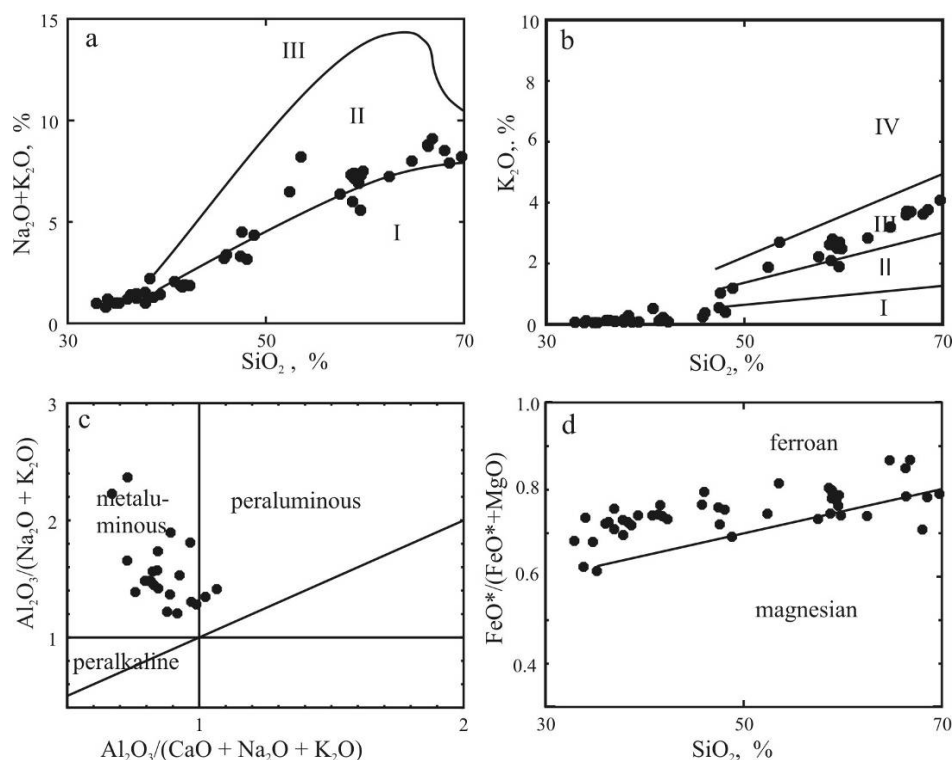 a
15
10
5
0
30
50
70
I
II
III
Na₂O+K₂O, %
SiO₂ , %
b
10
8
6
4
2
0
30
50
70
IV
III
II
I
K₂O,. %
SiO₂, %
c
3
2
1
1
2
metalu-
minous
peraluminous
peralkaline
Al₂O₃/(Na₂O + K₂O)
Al₂O₃/(CaO + Na₂O + K₂O)
d
1.0
0.8
0.6
0.4
30
50
70
ferroan
magnesian
FeO*/(FeO*+MgO)
SiO₂, %